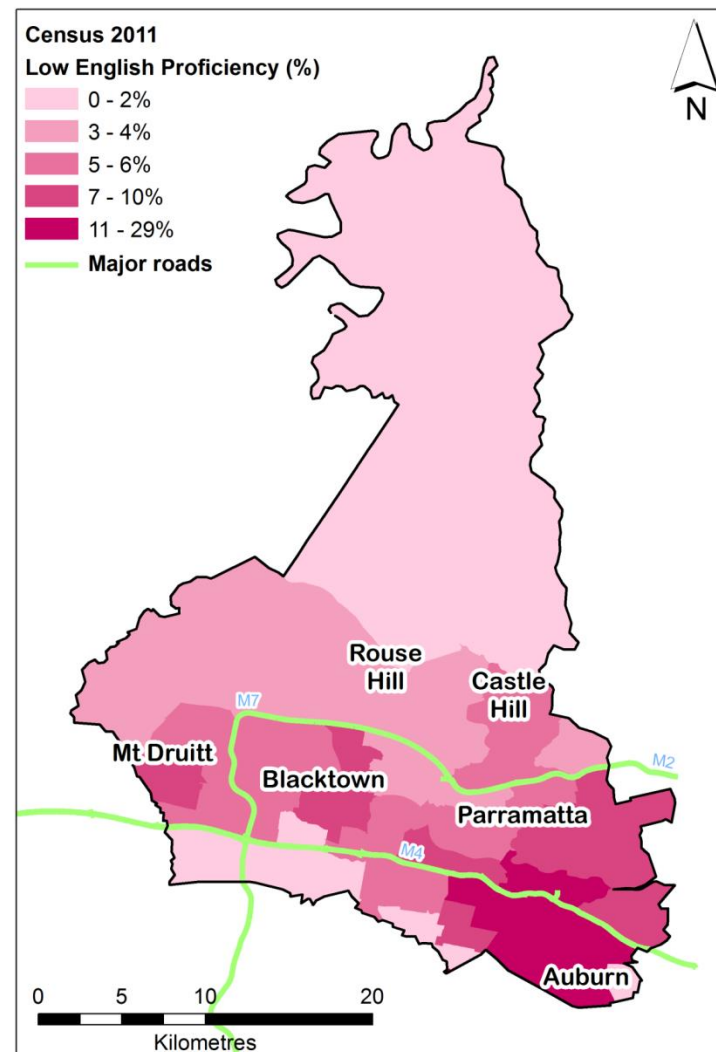 Census 2011
Low English Proficiency (%)
0 - 2%
3 - 4%
5 - 6%
7 - 10%
11 - 29%
Major roads
N
Rouse
Hill
Castle
Hill
M7
Mt Druitt
M2
Blacktown
Parramatta
M4
Auburn
0 5 10 20
Kilometres